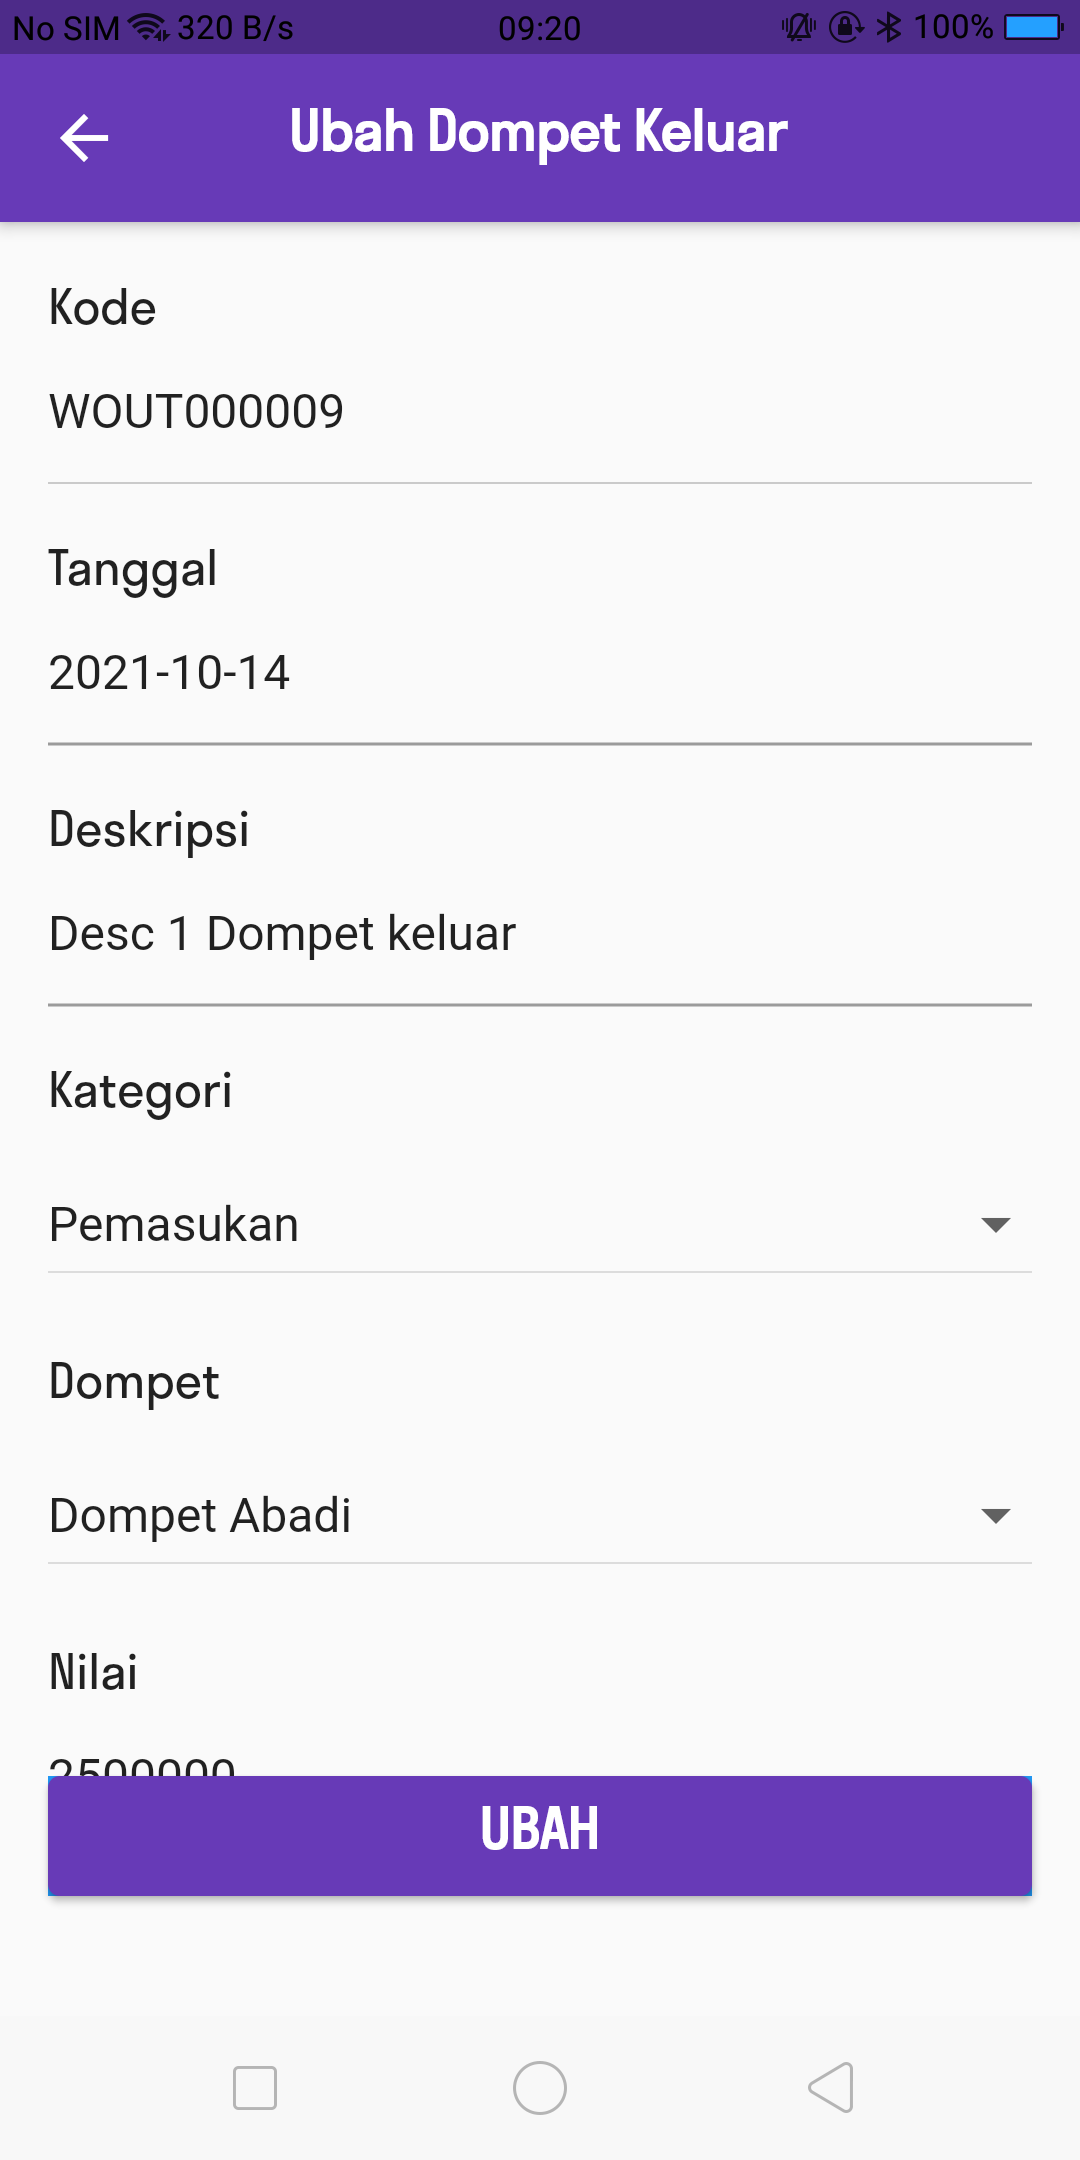 No SIM 320 B/s 09:20 100%
Ubah Dompet Keluar
Kode
WOUT000009
Tanggal
2021-10-14
Deskripsi
Desc 1 Dompet keluar
Kategori
Pemasukan
Dompet
Dompet Abadi
Nilai
2500000
UBAH